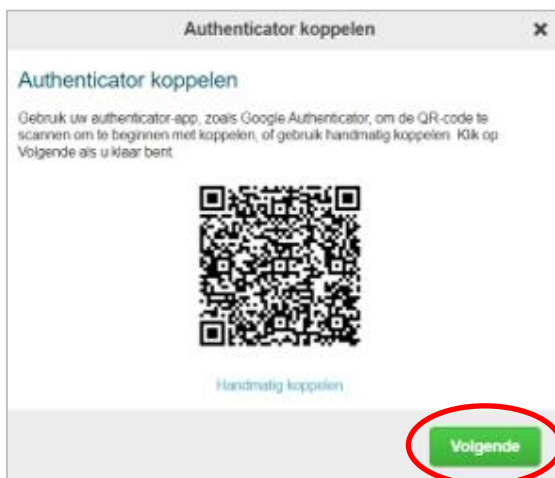 Authenticator koppelen
Authenticator koppelen
Gebruik uw authenticator-app, zoals Google Authenticator, om de QR-code te
scannen om te beginnen met koppelen, of gebruik handmatig koppelen. Klik op
Volgende als u klaar bent.
Handmatig koppelen
Volgende